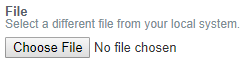 File
Select a different file from your local system.
Choose File No file chosen